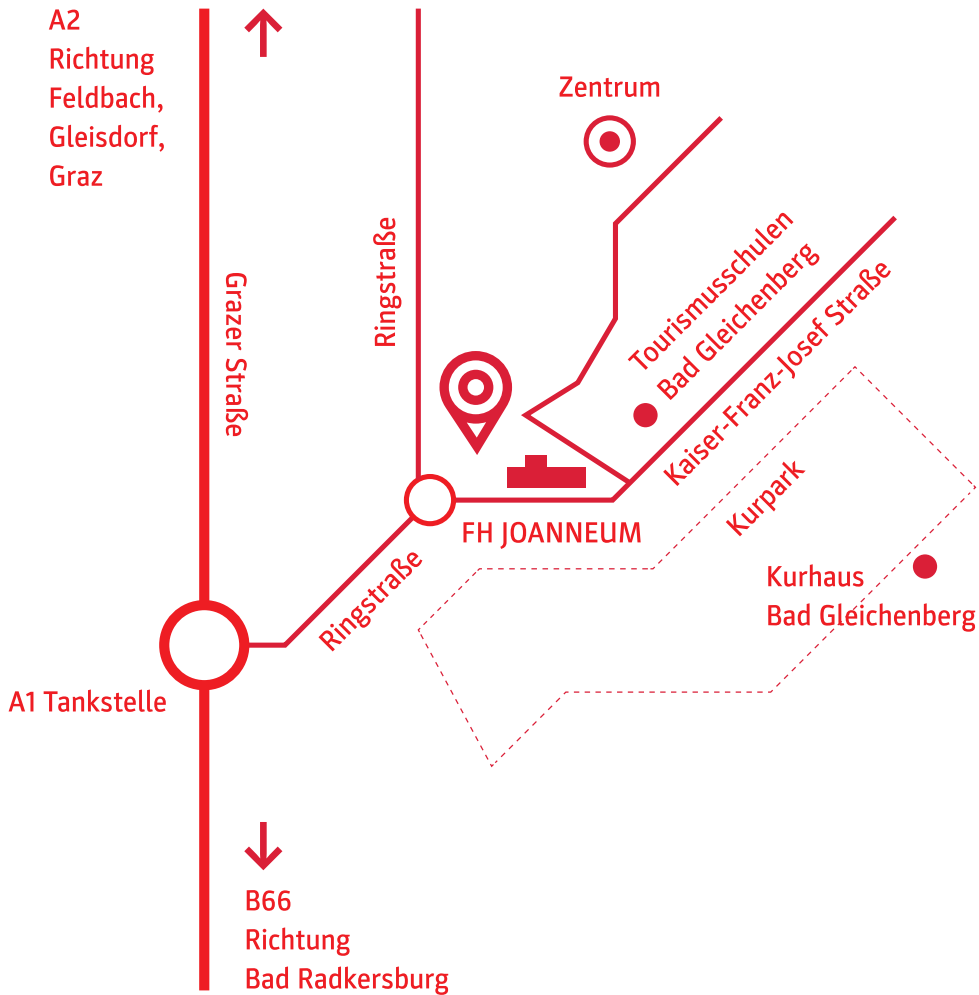 A2
Richtung
Feldbach,
Gleisdorf,
Graz
Zentrum
Grazer Straße
Ringstraße
Tourismusschulen
Bad Gleichenberg
Kaiser-Franz-Josef Straße
Kurpark
FH JOANNEUM
Ringstraße
Kurhaus
Bad Gleichenberg
A1 Tankstelle
B66
Richtung
Bad Radkersburg